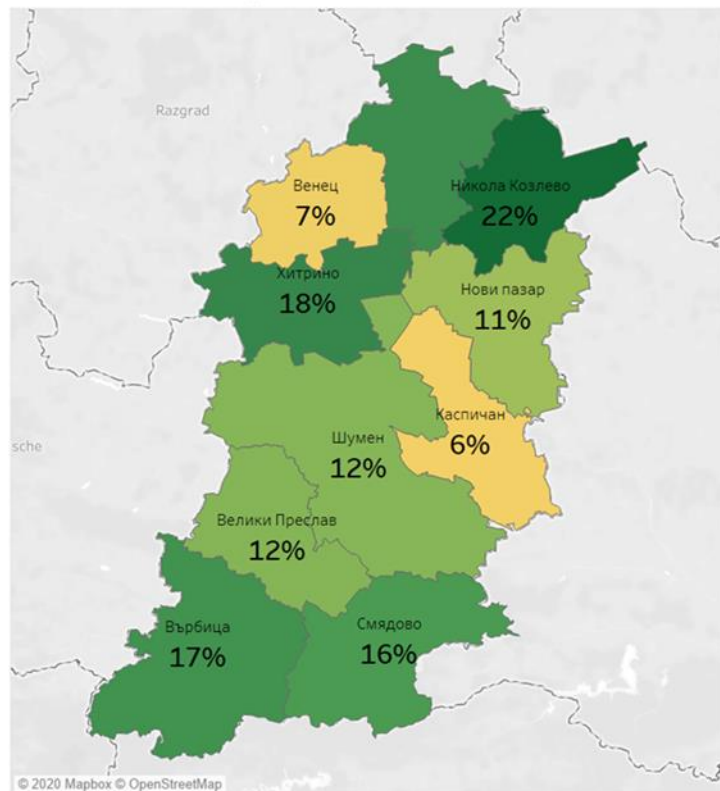 Razgrad
Венец
7%
Никола Козлево
22%
Хитрино
18%
Нови пазар
11%
Каспичан
6%
sche
Шумен
12%
Велики Преслав
12%
Върбица
17%
Смядово
16%
© 2020 Mapbox © OpenStreetMap